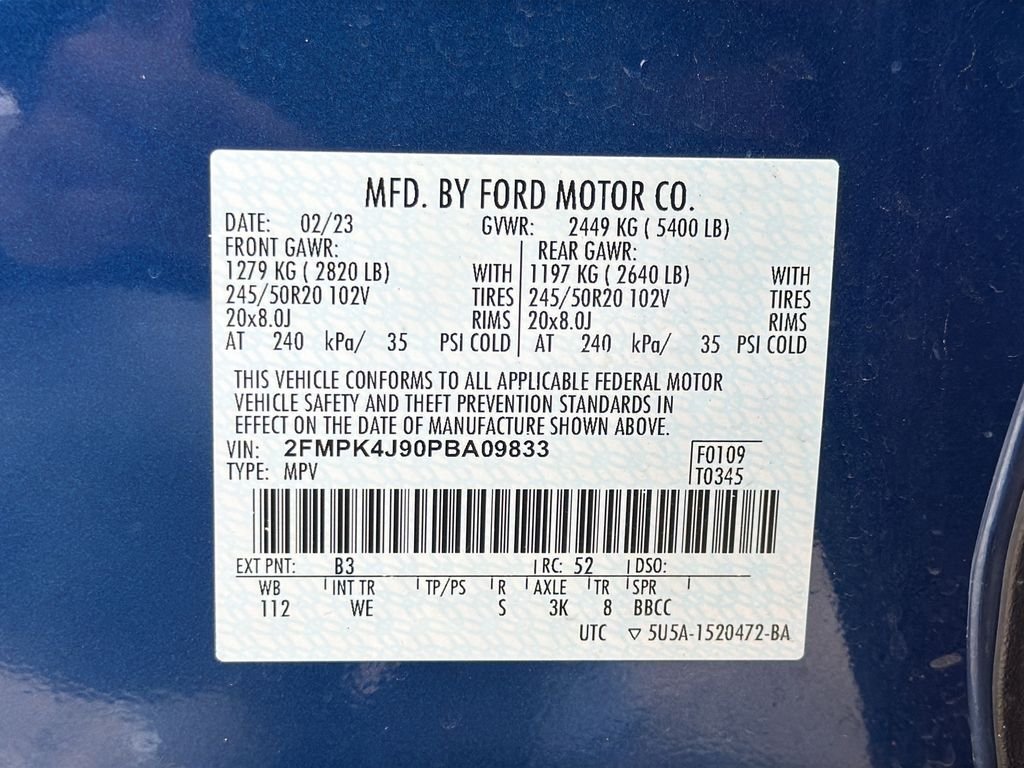 MFD. BY FORD MOTOR CO.
DATE: 02/23 GVWR: 2449 KG ( 5400 LB)
FRONT GAWR: REAR GAWR:
1279 KG ( 2820 LB) WITH 1197 KG ( 2640 LB) WITH
245/50R20 102V TIRES 245/50R20 102V TIRES
20x8.0J RIMS 20x8.0J RIMS
AT 240 kPa/ 35 PSI COLD AT 240 kPa/ 35 PSI COLD
THIS VEHICLE CONFORMS TO ALL APPLICABLE FEDERAL MOTOR
VEHICLE SAFETY AND THEFT PREVENTION STANDARDS IN
EFFECT ON THE DATE OF MANUFACTURE SHOWN ABOVE.
VIN: 2FMPK4J90PBA09833 F0109
TYPE: MPV T0345
EXT PNT: B3 RC: 52 DSO:
WB INT TR TP/PS R AXLE TR SPR
112 WE S 3K 8 BBCC
UTC ▽ 5U5A-1520472-BA